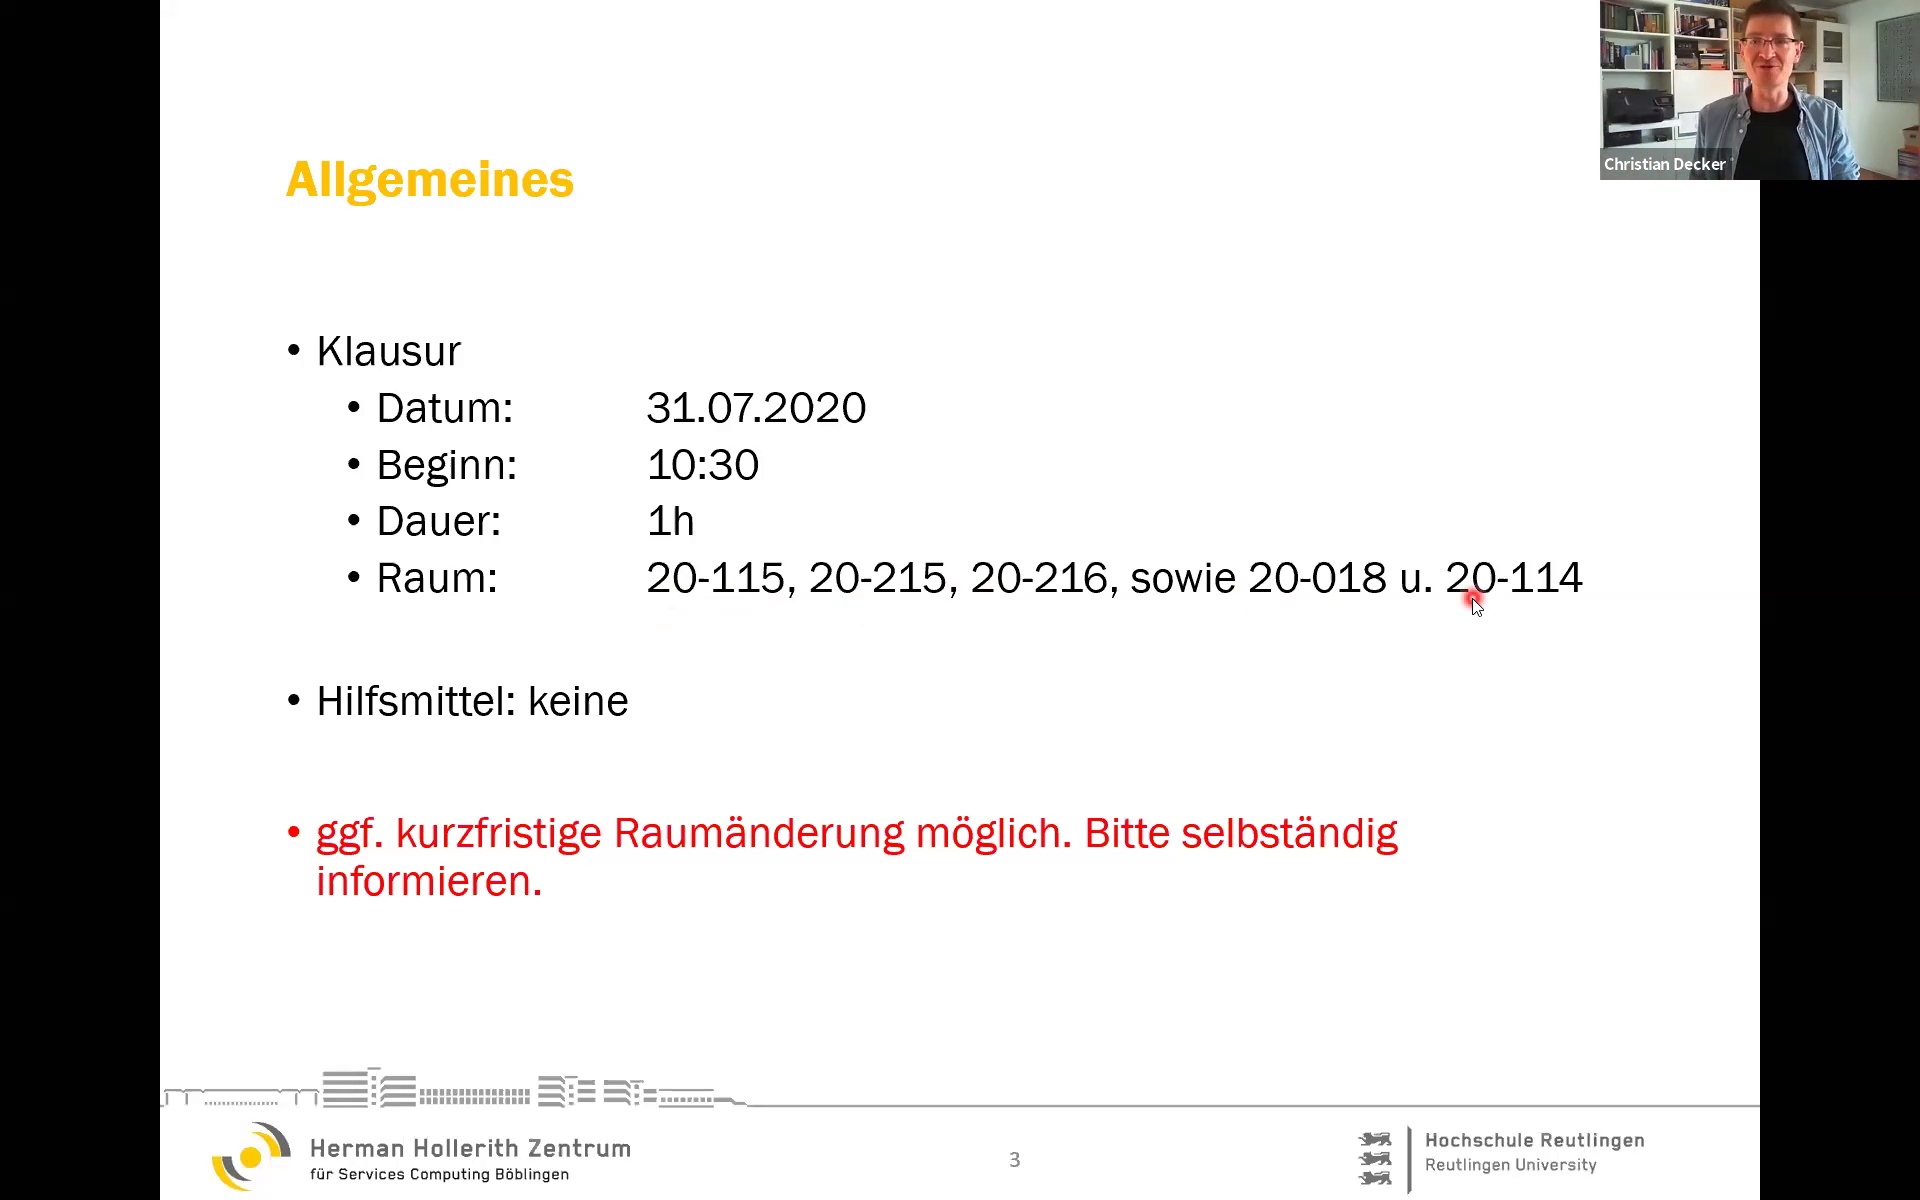 Christian Decker
Allgemeines
• Klausur
• Datum: 31.07.2020
• Beginn: 10:30
• Dauer: 1h
• Raum: 20-115, 20-215, 20-216, sowie 20-018 u. 20-114
• Hilfsmittel: keine
• ggf. kurzfristige Raumänderung möglich. Bitte selbständig
informieren.
Herman Hollerith Zentrum
für Services Computing Böblingen
3
Hochschule Reutlingen
Reutlingen University